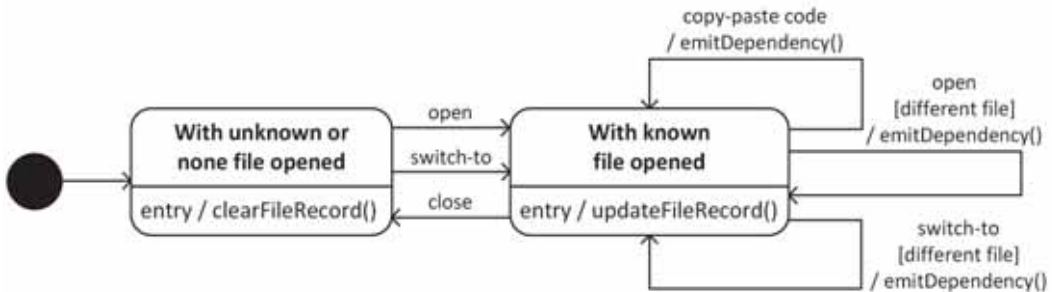 copy-paste code
/ emitDependency()
open
[different file]
/ emitDependency()
With unknown or
none file opened
entry / clearFileRecord()
open
switch-to
close
With known
file opened
entry / updateFileRecord()
switch-to
[different file]
/ emitDependency()